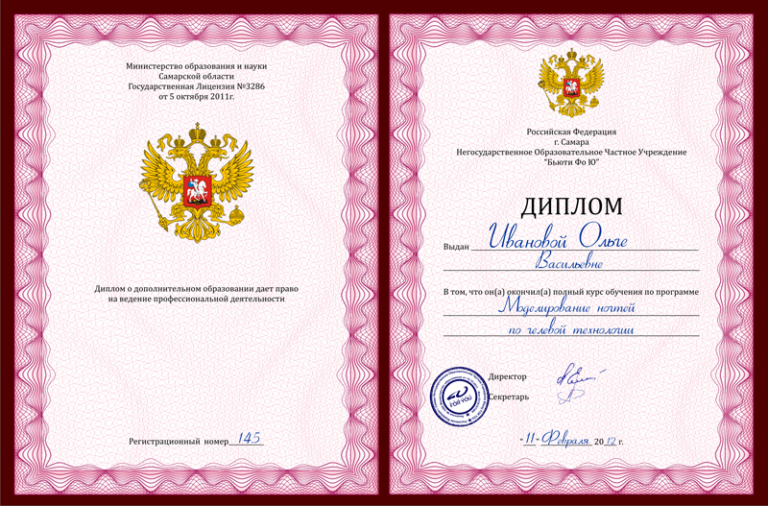 Министерство образования и науки
Самарской области
Государственная Лицензия №3286
от 5 октября 2011г.
Диплом о дополнительном образовании дает право
на ведение профессиональной деятельности
Регистрационный номер 145
Российская Федерация
г. Самара
Негосударственное Образовательное Частное Учреждение
"Бьюти Фо Ю"
ДИПЛОМ
Выдан Ивановой Ольге
Васильевне
В том, что он(а) окончил(а) полный курс обучения по программе
Моделирование ногтей
по гелевой технологии
Директор
Секретарь
FOR YOU
"11" Февраля 2012 г.